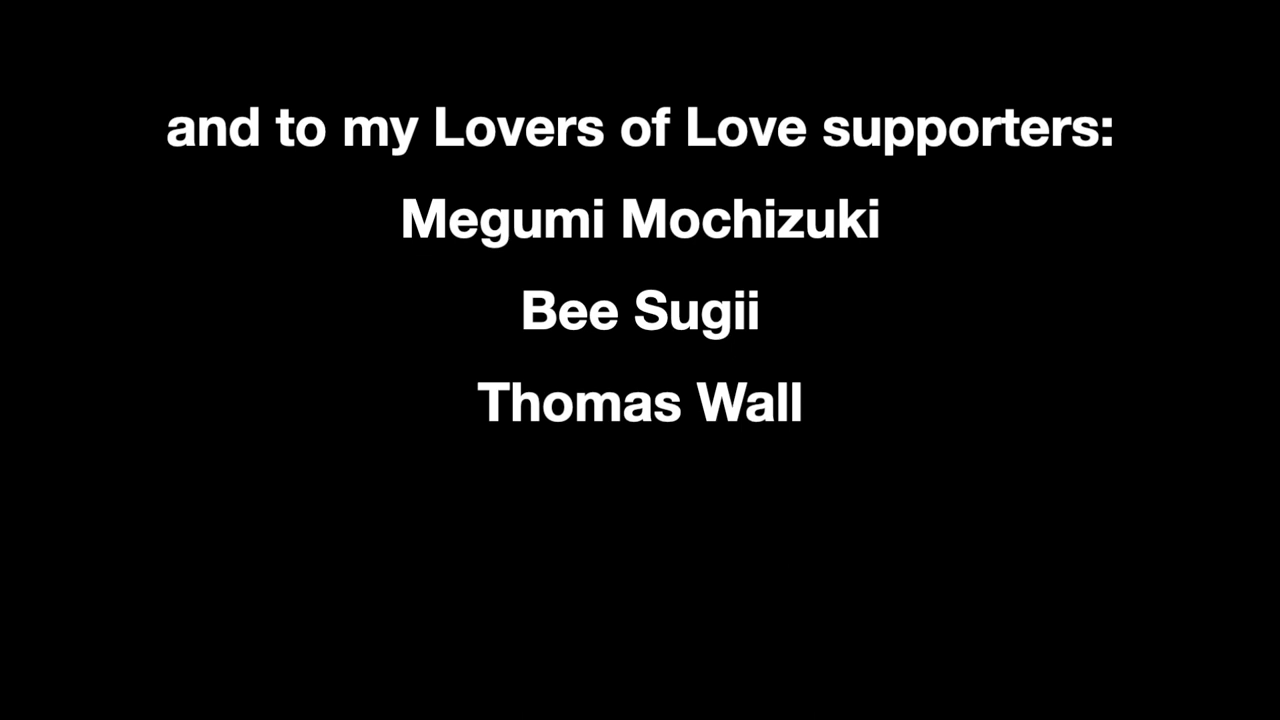 and to my Lovers of Love supporters:
Megumi Mochizuki
Bee Sugii
Thomas Wall